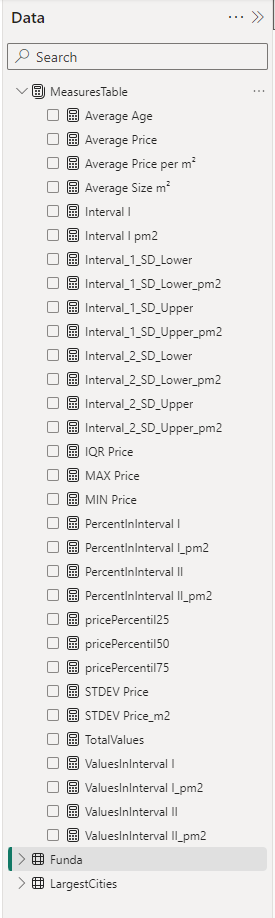 Data
Search
MeasuresTable
Average Age
Average Price
Average Price per m²
Average Size m²
Interval I
Interval I pm2
Interval_1_SD_Lower
Interval_1_SD_Lower_pm2
Interval_1_SD_Upper
Interval_1_SD_Upper_pm2
Interval_2_SD_Lower
Interval_2_SD_Lower_pm2
Interval_2_SD_Upper
Interval_2_SD_Upper_pm2
IQR Price
MAX Price
MIN Price
PercentInInterval I
PercentInInterval I_pm2
PercentInInterval II
PercentInInterval II_pm2
pricePercentil25
pricePercentil50
pricePercentil75
STDEV Price
STDEV Price_m2
TotalValues
ValuesInInterval I
ValuesInInterval I_pm2
ValuesInInterval II
ValuesInInterval II_pm2
Funda
LargestCities